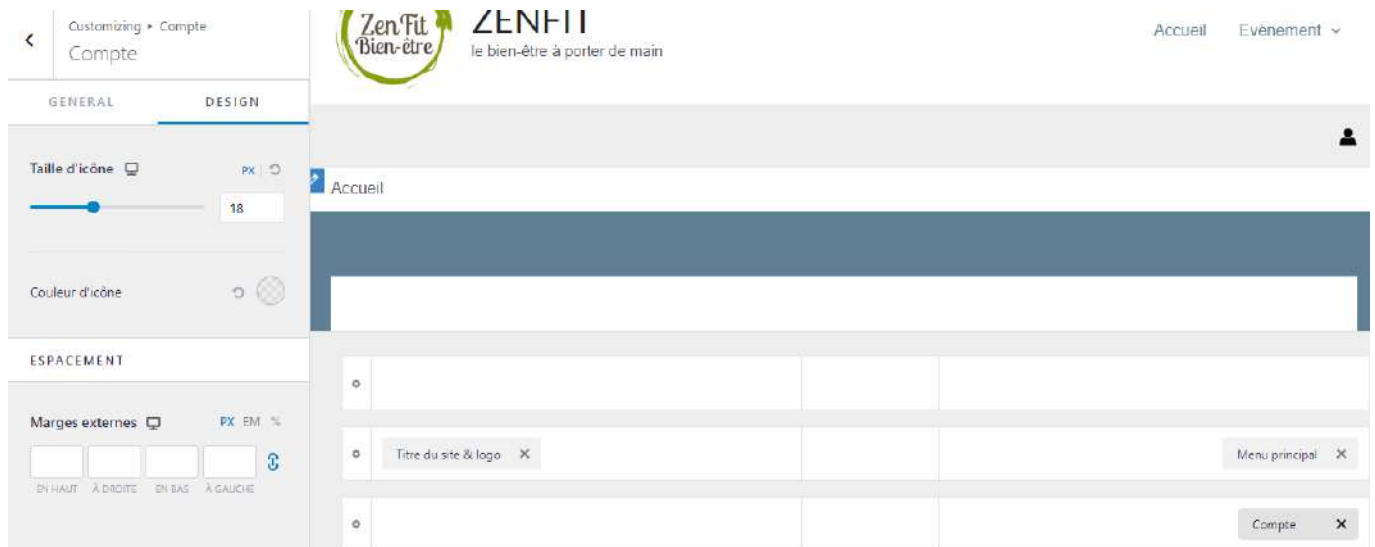 Customizing ▸ Compte
Compte
GENERAL DESIGN
Taille d'icône PX
18
Couleur d'icône
ESPACEMENT
Marges externes PX EM %
EN HAUT À DROITE EN BAS À GAUCHE
Zen Fit
Bien-être
ZENFIT
le bien-être à porter de main
Accueil Evènement
Accueil
Titre du site & logo ×
Menu principal ×
Compte ×